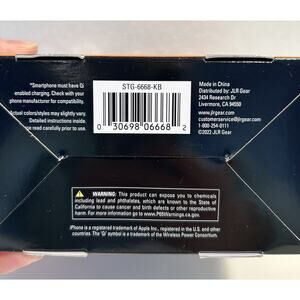 *Smartphone must have Qi
enabled charging. Check with your
phone manufacturer for compatibility.
Actual colors/styles may slightly vary.
Detailed instructions inside.
Please read carefully prior to use.
STG-6668-KB
0 30698 06668 2
Made in China
Distributed by: JLR Gear
2434 Research Dr
Livermore, CA 94550
www.jlrgear.com
customerservice@jlrgear.com
1-800-254-0111
©2022 JLR Gear
WARNING: This product can expose you to chemicals
including lead and phthalates, which are known to the State
of California to cause cancer and birth defects or other reproductive
harm. For more information go to www.P65Warnings.ca.gov.
iPhone is a registered trademark of Apple Inc., registered in the U.S.
and other countries. The 'Qi' symbol is a trademark of the Wireless Power Consortium.